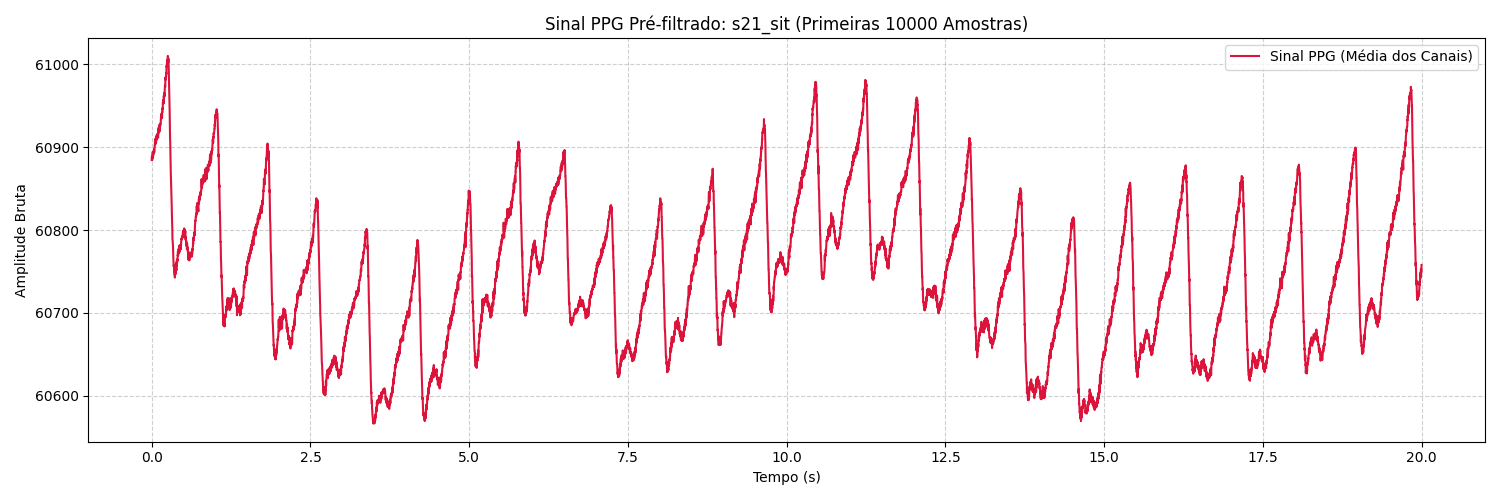 Sinal PPG Pré-filtrado: s21_sit (Primeiras 10000 Amostras)
Sinal PPG (Média dos Canais)
61000
60900
60800
60700
60600
Amplitude Bruta
0.0 2.5 5.0 7.5 10.0 12.5 15.0 17.5 20.0
Tempo (s)